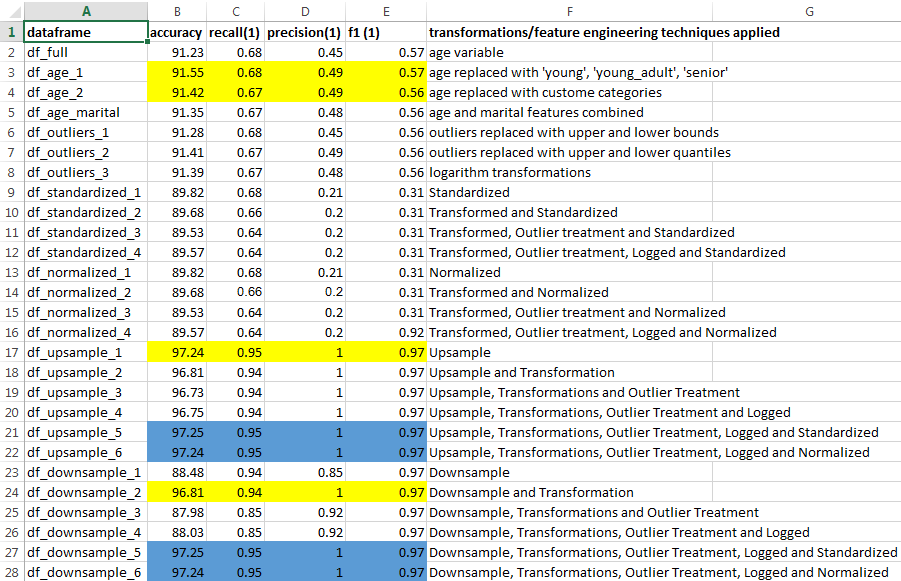 A B C D E F G
1 dataframe accuracy recall(1) precision(1) f1 (1) transformations/feature engineering techniques applied
2 df_full 91.23 0.68 0.45 0.57 age variable
3 df_age_1 91.55 0.68 0.49 0.57 age replaced with 'young', 'young_adult', 'senior'
4 df_age_2 91.42 0.67 0.49 0.56 age replaced with custome categories
5 df_age_marital 91.35 0.67 0.48 0.56 age and marital features combined
6 df_outliers_1 91.28 0.68 0.45 0.56 outliers replaced with upper and lower bounds
7 df_outliers_2 91.41 0.67 0.49 0.56 outliers replaced with upper and lower quantiles
8 df_outliers_3 91.39 0.67 0.48 0.56 logarithm transformations
9 df_standardized_1 89.82 0.68 0.21 0.31 Standardized
10 df_standardized_2 89.68 0.66 0.2 0.31 Transformed and Standardized
11 df_standardized_3 89.53 0.64 0.2 0.31 Transformed, Outlier treatment and Standardized
12 df_standardized_4 89.57 0.64 0.2 0.31 Transformed, Outlier treatment, Logged and Standardized
13 df_normalized_1 89.82 0.68 0.21 0.31 Normalized
14 df_normalized_2 89.68 0.66 0.2 0.31 Transformed and Normalized
15 df_normalized_3 89.53 0.64 0.2 0.31 Transformed, Outlier treatment and Normalized
16 df_normalized_4 89.57 0.64 0.2 0.92 Transformed, Outlier treatment, Logged and Normalized
17 df_upsample_1 97.24 0.95 1 0.97 Upsample
18 df_upsample_2 96.81 0.94 1 0.97 Upsample and Transformation
19 df_upsample_3 96.73 0.94 1 0.97 Upsample, Transformations and Outlier Treatment
20 df_upsample_4 96.75 0.94 1 0.97 Upsample, Transformations, Outlier Treatment and Logged
21 df_upsample_5 97.25 0.95 1 0.97 Upsample, Transformations, Outlier Treatment, Logged and Standardized
22 df_upsample_6 97.24 0.95 1 0.97 Upsample, Transformations, Outlier Treatment, Logged and Normalized
23 df_downsample_1 88.48 0.94 0.85 0.97 Downsample
24 df_downsample_2 96.81 0.94 1 0.97 Downsample and Transformation
25 df_downsample_3 87.98 0.85 0.92 0.97 Downsample, Transformations and Outlier Treatment
26 df_downsample_4 88.03 0.85 0.92 0.97 Downsample, Transformations, Outlier Treatment and Logged
27 df_downsample_5 97.25 0.95 1 0.97 Downsample, Transformations, Outlier Treatment, Logged and Standardized
28 df_downsample_6 97.24 0.95 1 0.97 Downsample, Transformations, Outlier Treatment, Logged and Normalized